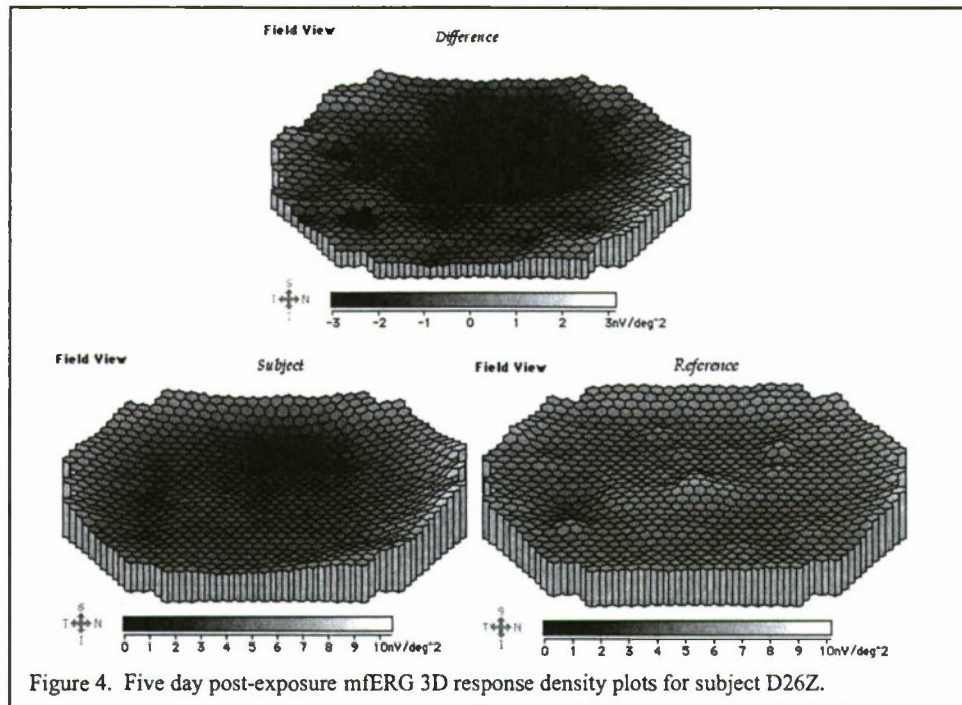 Field View Difference
S
T N
I
-3 -2 -1 0 1 2 3nV/deg^2
Field View Subject Field View Reference
S
T N
I
0 1 2 3 4 5 6 7 8 9 10nV/deg^2
S
T N
I
0 1 2 3 4 5 6 7 8 9 10nV/deg^2
Figure 4. Five day post-exposure mfERG 3D response density plots for subject D26Z.